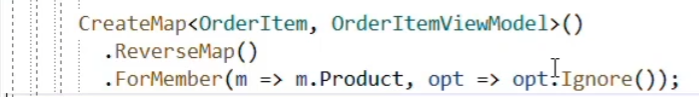 CreateMap<OrderItem, OrderItemViewModel>()
.ReverseMap()
.ForMember(m => m.Product, opt => opt.Ignore());